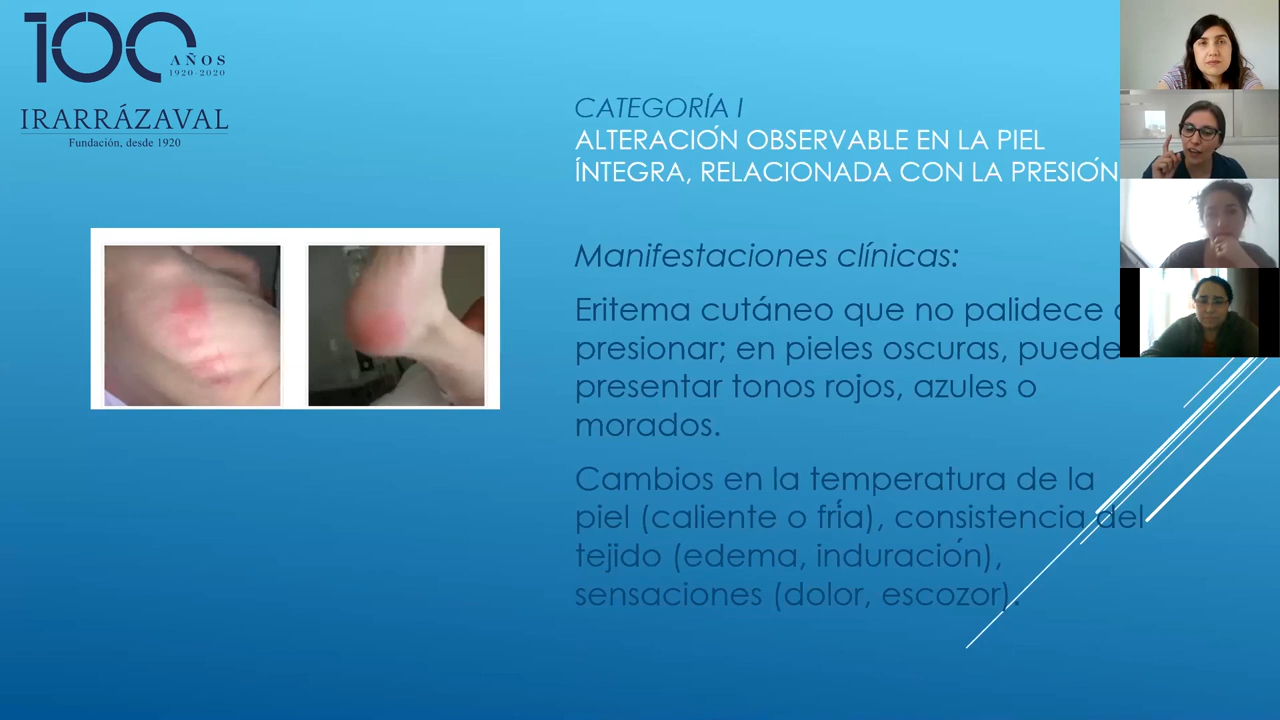 100
AÑOS
1920-2020
IRARRÁZAVAL
Fundación, desde 1920
CATEGORÍA I
ALTERACIÓN OBSERVABLE EN LA PIEL
ÍNTEGRA, RELACIONADA CON LA PRESIÓN
Manifestaciones clínicas:
Eritema cutáneo que no palidece
presionar; en pieles oscuras, puede
presentar tonos rojos, azules o
morados.
Cambios en la temperatura de la
piel (caliente o fría), consistencia del
tejido (edema, induración),
sensaciones (dolor, escozor).